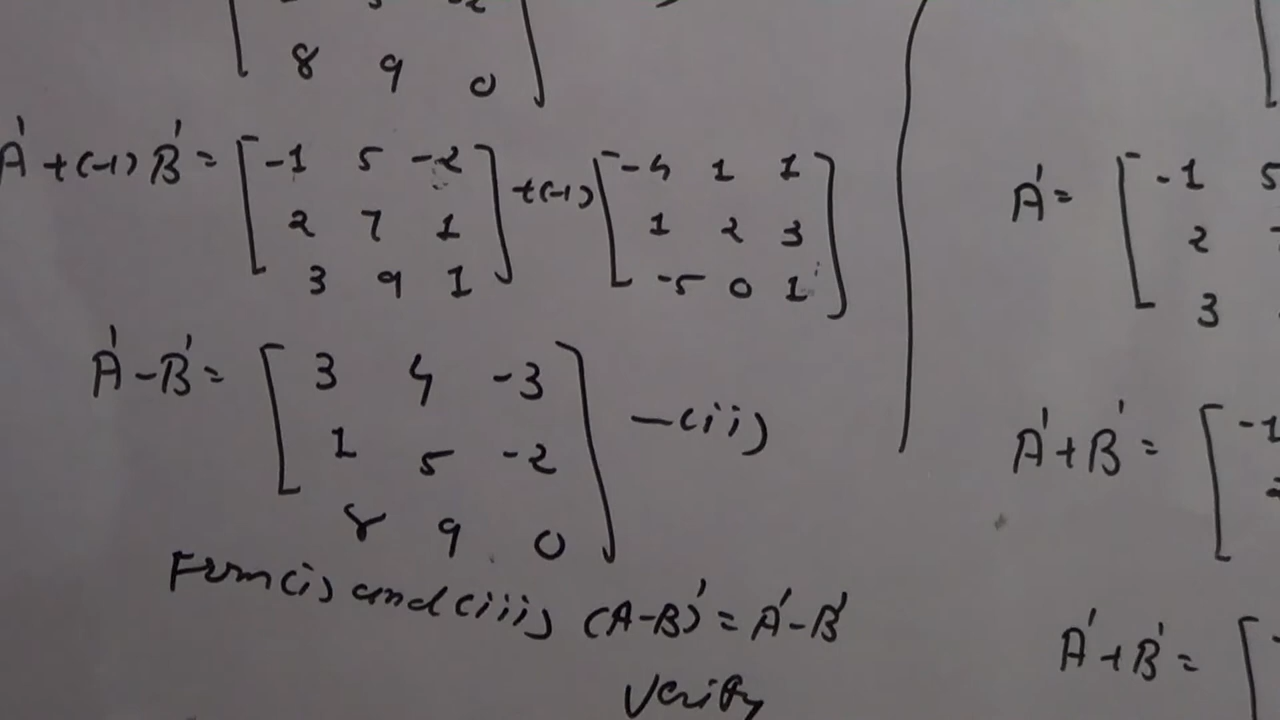 8 9 0
A'+(-1)B'= [-1 5 -2 +(-1) [-4 1 1
2 7 1 1 2 3
3 9 1] -5 0 1]
A'-B'= [3 4 -3 -(ii)
1 5 -2
8 9 0]
From (i) and (ii) (A-B)'= A'-B'
Verify
A'= [-1 5
2
3
A'+B'= [-1
A'+B'= [